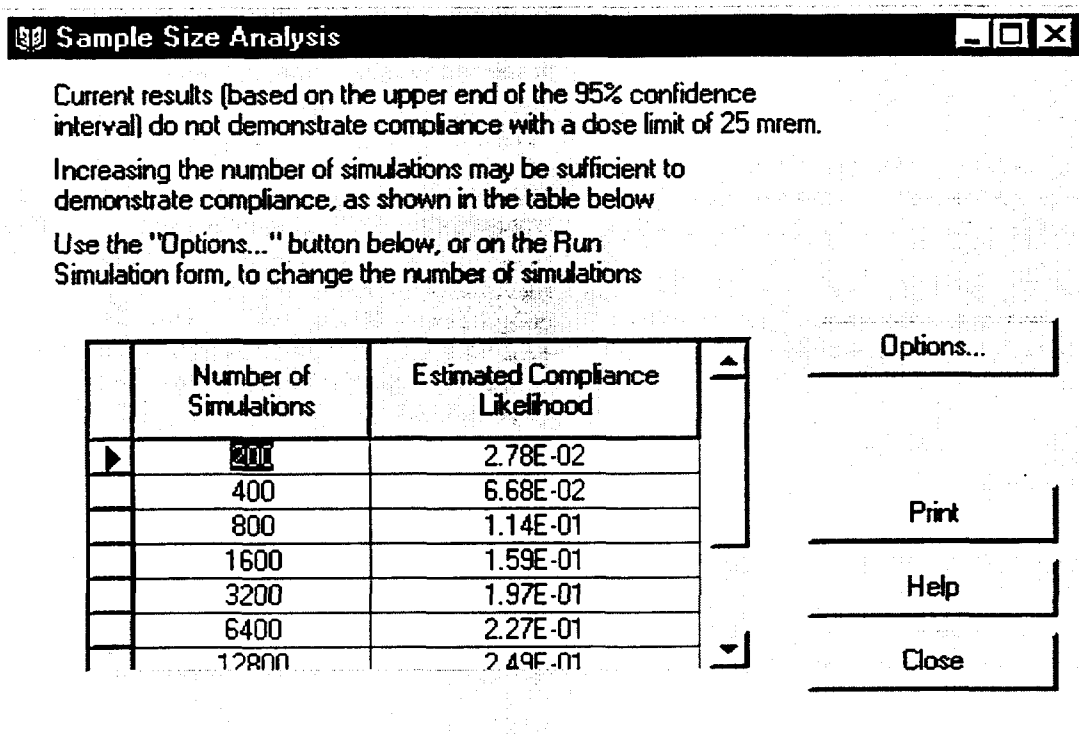 Sample Size Analysis
Current results (based on the upper end of the 95% confidence
interval) do not demonstrate compliance with a dose limit of 25 mrem.
Increasing the number of simulations may be sufficient to
demonstrate compliance, as shown in the table below
Use the "Options..." button below, or on the Run
Simulation form, to change the number of simulations
Options...
Number of Simulations Estimated Compliance Likelihood
200 2.78E-02
400 6.68E-02
800 1.14E-01
1600 1.59E-01
3200 1.97E-01
6400 2.27E-01
12800 2.49E-01
Print
Help
Close